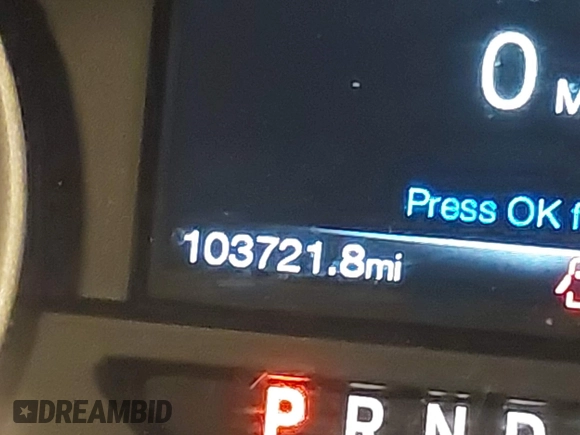 0 M
Press OK f
103721.8mi
P R N D
DREAMBID